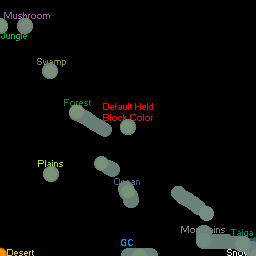 Mushroom
Jungle
Swamp
Forest
Default Held
Block Color
Plains
Ocean
Mountains
Taiga
GC
Desert
Snow